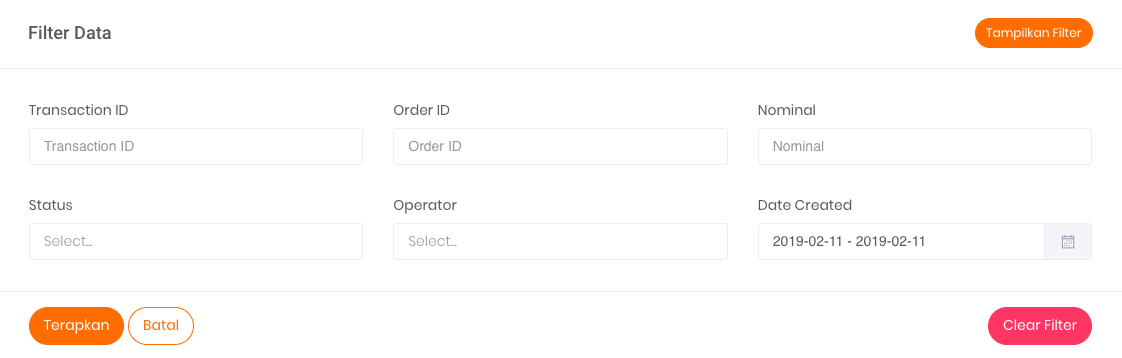 Filter Data
Tampilkan Filter
Transaction ID
Order ID
Nominal
Transaction ID
Order ID
Nominal
Status
Operator
Date Created
Select...
Select...
2019-02-11 - 2019-02-11
Terapkan
Batal
Clear Filter